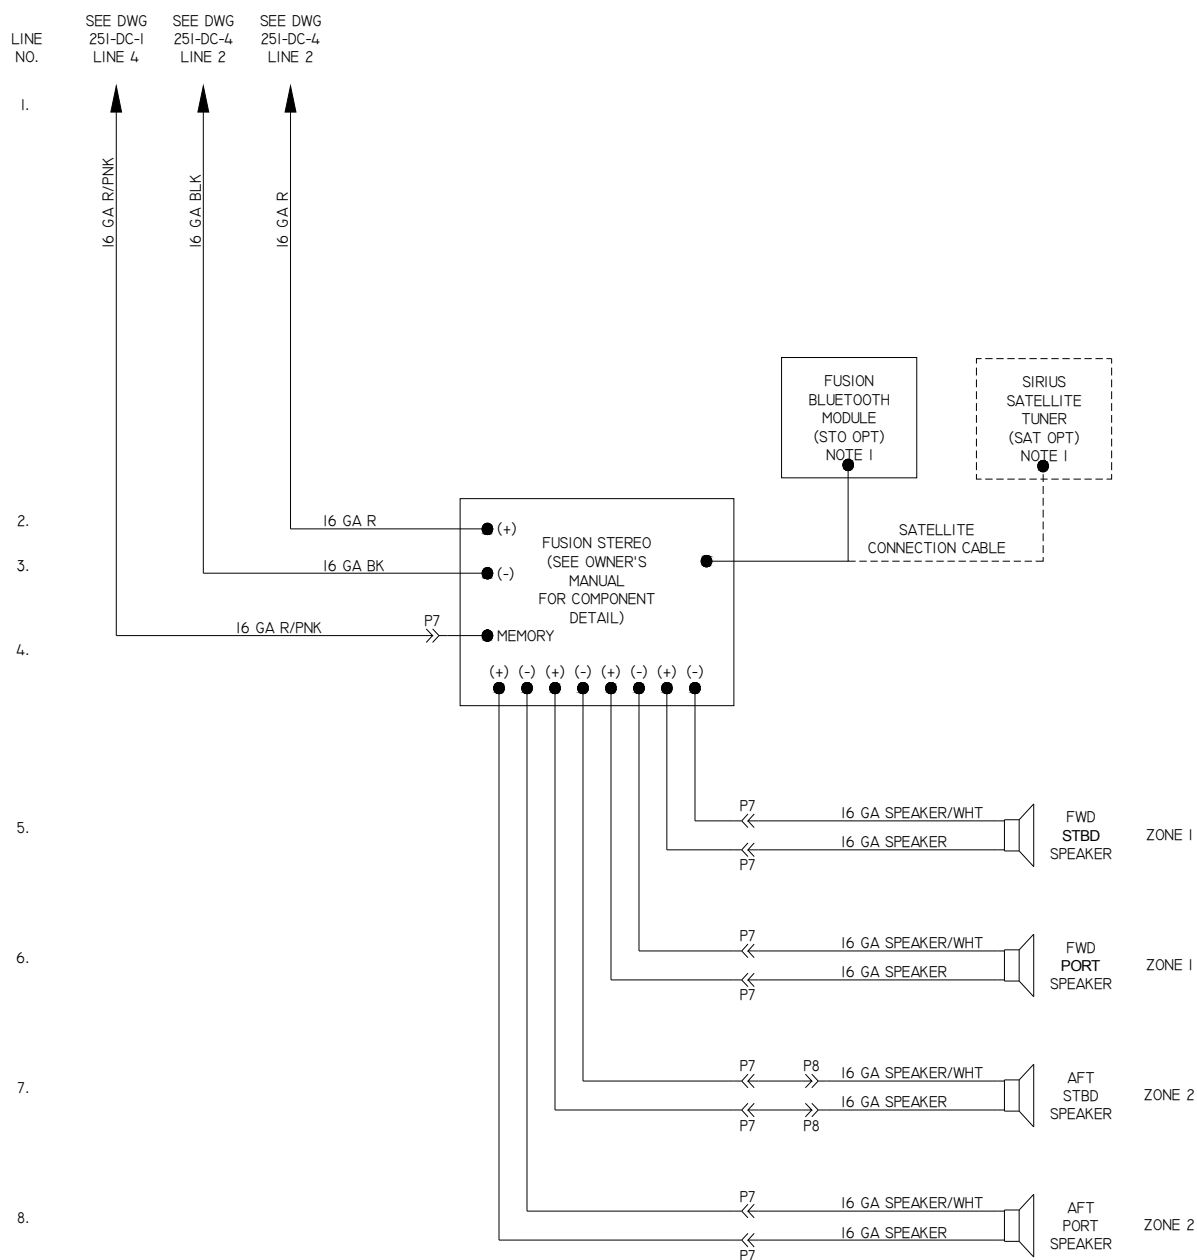 LINE
NO.
SEE DWG
251-DC-1
LINE 4
SEE DWG
251-DC-4
LINE 2
SEE DWG
251-DC-4
LINE 2
1.
16 GA R/PNK
16 GA BLK
16 GA R
FUSION
BLUETOOTH
MODULE
(STO OPT)
NOTE 1
SIRIUS
SATELLITE
TUNER
(SAT OPT)
NOTE 1
2.
16 GA R
(+)
SATELLITE
CONNECTION CABLE
3.
16 GA BK
(-)
FUSION STEREO
(SEE OWNER'S
MANUAL
FOR COMPONENT
DETAIL)
4.
16 GA R/PNK
P7
MEMORY
(+) (-) (+) (-) (+) (-) (+) (-)
5.
P7
16 GA SPEAKER/WHT
16 GA SPEAKER
P7
FWD
STBD
SPEAKER
ZONE 1
6.
P7
16 GA SPEAKER/WHT
16 GA SPEAKER
P7
FWD
PORT
SPEAKER
ZONE 1
7.
P7 P8
16 GA SPEAKER/WHT
16 GA SPEAKER
P7 P8
AFT
STBD
SPEAKER
ZONE 2
8.
P7
16 GA SPEAKER/WHT
16 GA SPEAKER
P7
AFT
PORT
SPEAKER
ZONE 2